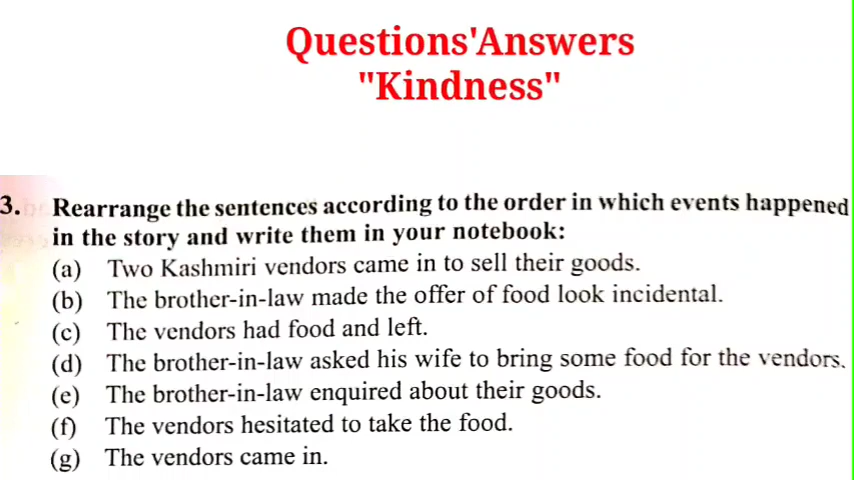 Questions'Answers
"Kindness"
3. Rearrange the sentences according to the order in which events happened
in the story and write them in your notebook:
(a) Two Kashmiri vendors came in to sell their goods.
(b) The brother-in-law made the offer of food look incidental.
(c) The vendors had food and left.
(d) The brother-in-law asked his wife to bring some food for the vendors.
(e) The brother-in-law enquired about their goods.
(f) The vendors hesitated to take the food.
(g) The vendors came in.